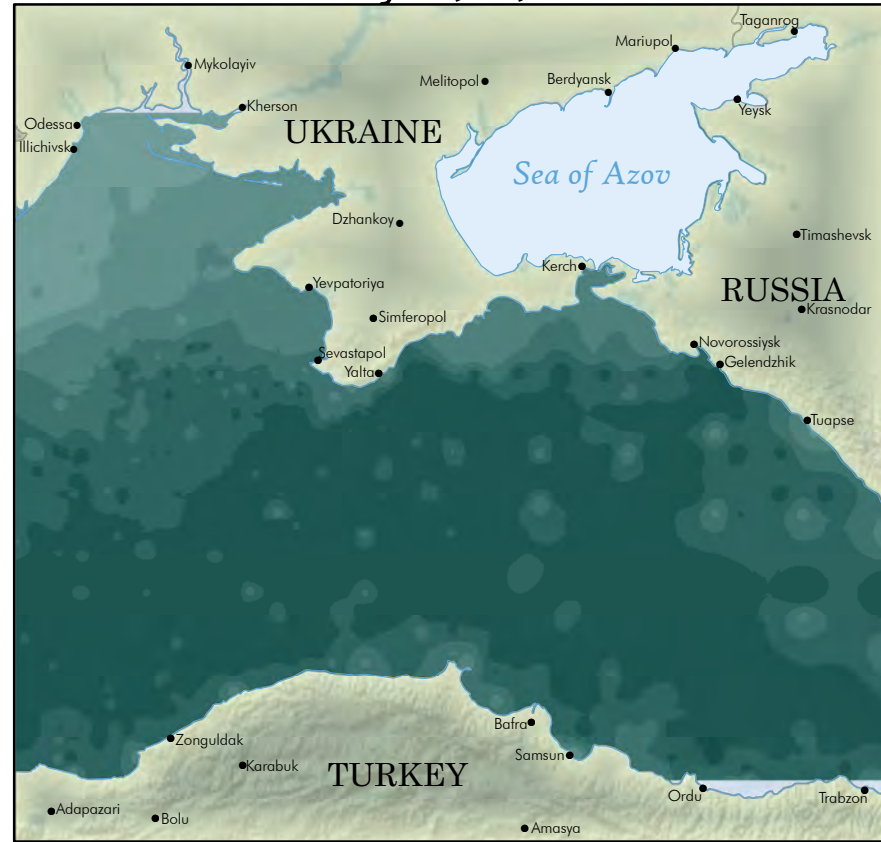 Taganrog
Mariupol
Mykolayiv
Melitopol
Berdyansk
Kherson
Yeysk
Odessa
UKRAINE
Illichivsk
Sea of Azov
Dzhankoy
Timashevsk
Kerch
Yevpatoriya
RUSSIA
Krasnodar
Simferopol
Novorossiysk
Sevastapol
Gelendzhik
Yalta
Tuapse
Bafra
Zonguldak
Samsun
Karabuk
TURKEY
Ordu
Trabzon
Adapazari
Bolu
Amasya